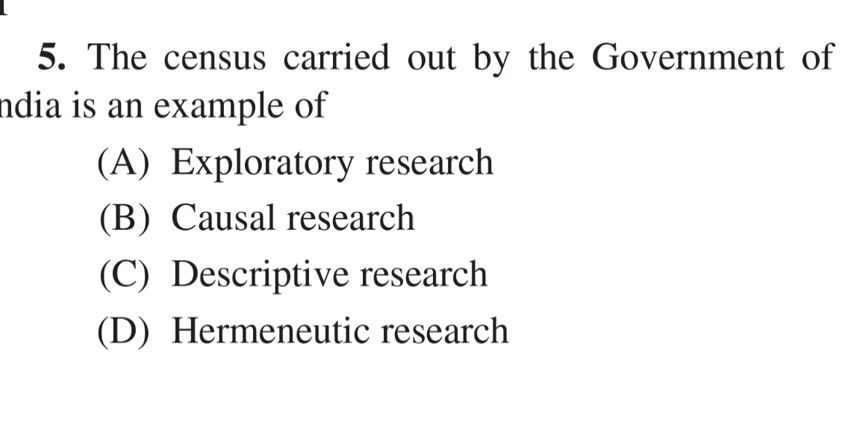 5. The census carried out by the Government of
ndia is an example of
(A) Exploratory research
(B) Causal research
(C) Descriptive research
(D) Hermeneutic research